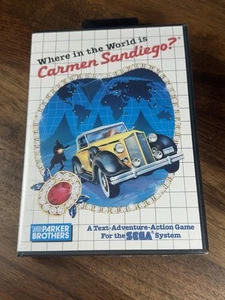 Where in the World is
Carmen Sandiego?
PARKER
BROTHERS
A Text-Adventure-Action Game
For the SEGA System